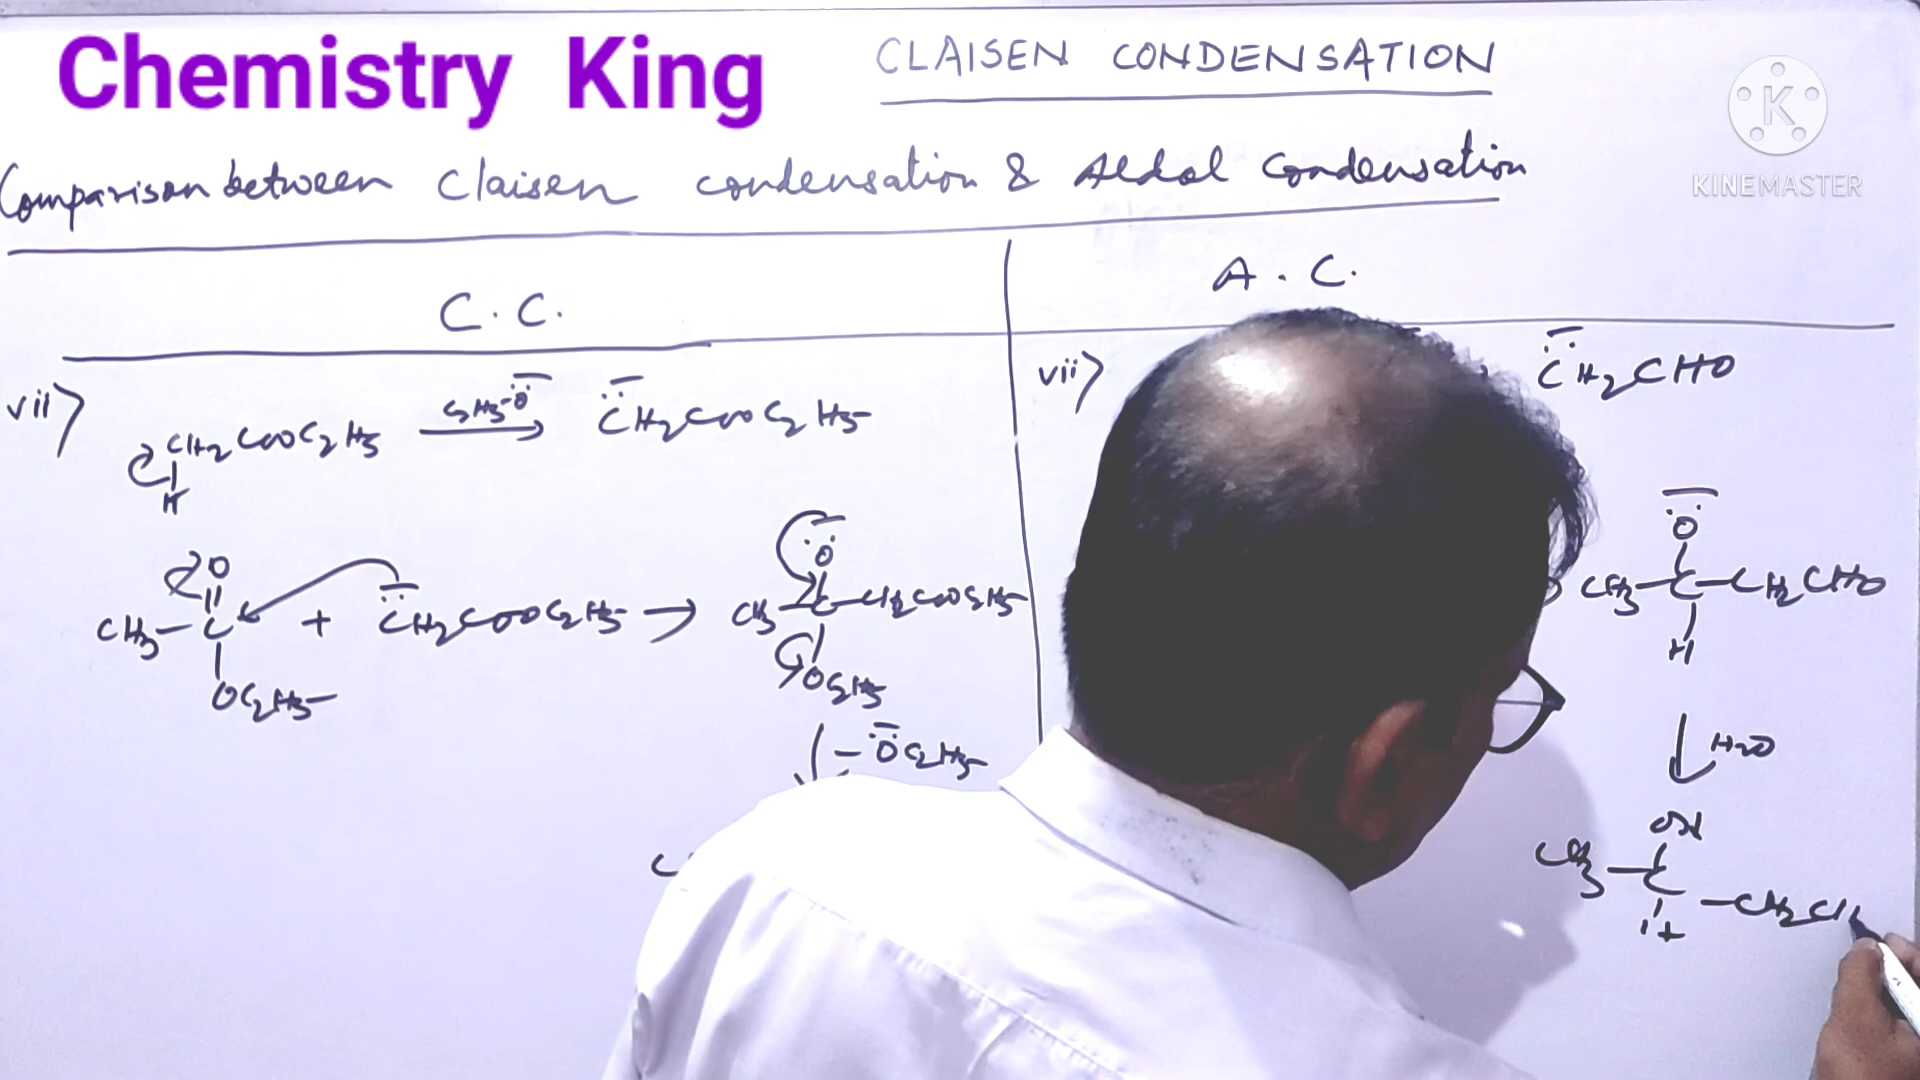 Chemistry King
CLAISEN CONDENSATION
KINEMASTER
Comparison between Claisen condensation & Aldol Condensation
C.C.
A.C.
vii)
CH2COOC2H5
H
C2H5-O
CH2COOC2H5
CH3-C
O
OC2H5
+ CH2COOC2H5 →
O
CH3-C-CH2COOC2H5
OC2H5
-OC2H5
vii)
CH2CHO
O
CH3-C-CH2CHO
H
H2O
OH
CH3-C-CH2CH
H